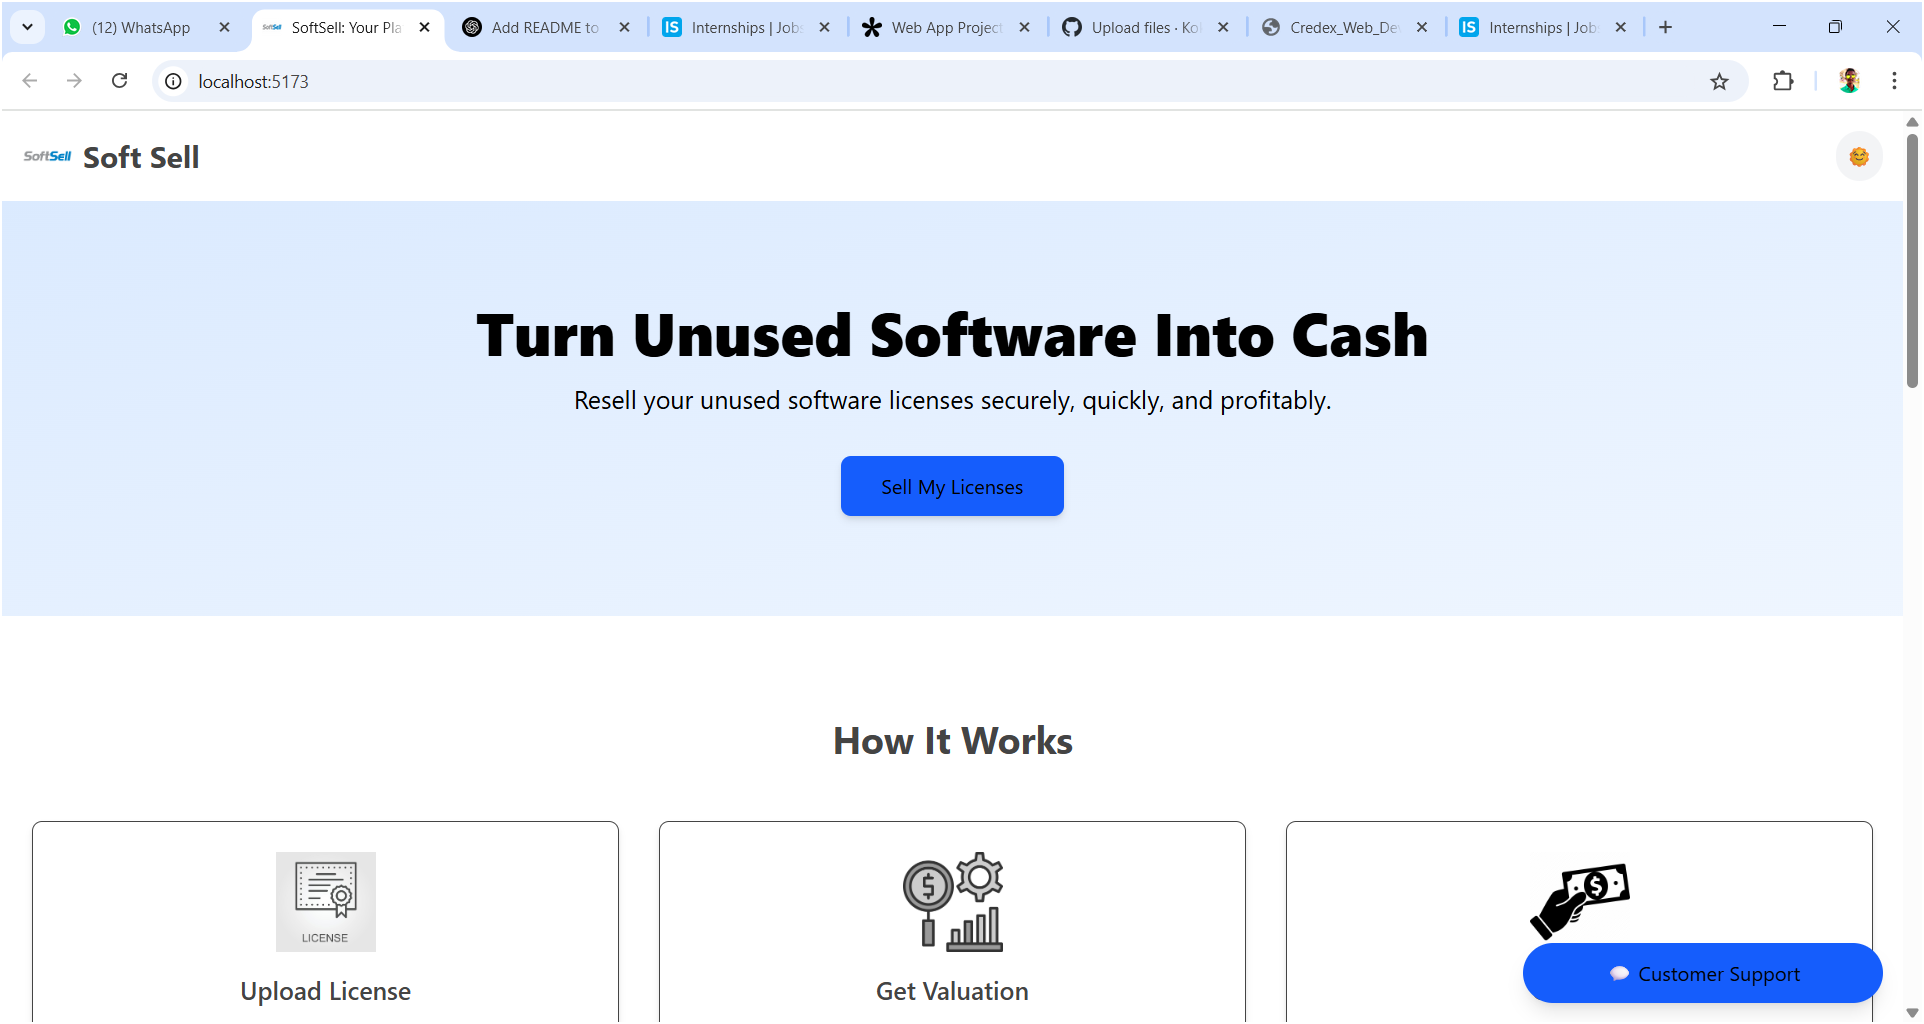 (12) WhatsApp
SoftSell: Your Pla
Add README to
Internships | Jobs
Web App Project
Upload files · Ko
Credex_Web_De
Internships | Jobs
localhost:5173
SoftSell Soft Sell
Turn Unused Software Into Cash
Resell your unused software licenses securely, quickly, and profitably.
Sell My Licenses
How It Works
LICENSE
Upload License
Get Valuation
Customer Support